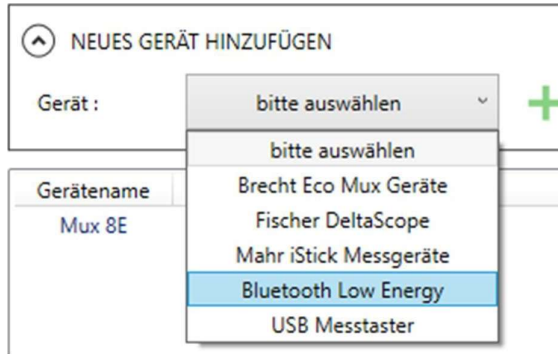 NEUES GERÄT HINZUFÜGEN
Gerät : bitte auswählen
bitte auswählen
Brecht Eco Mux Geräte
Fischer DeltaScope
Mahr iStick Messgeräte
Bluetooth Low Energy
USB Messtaster
Gerätename
Mux 8E